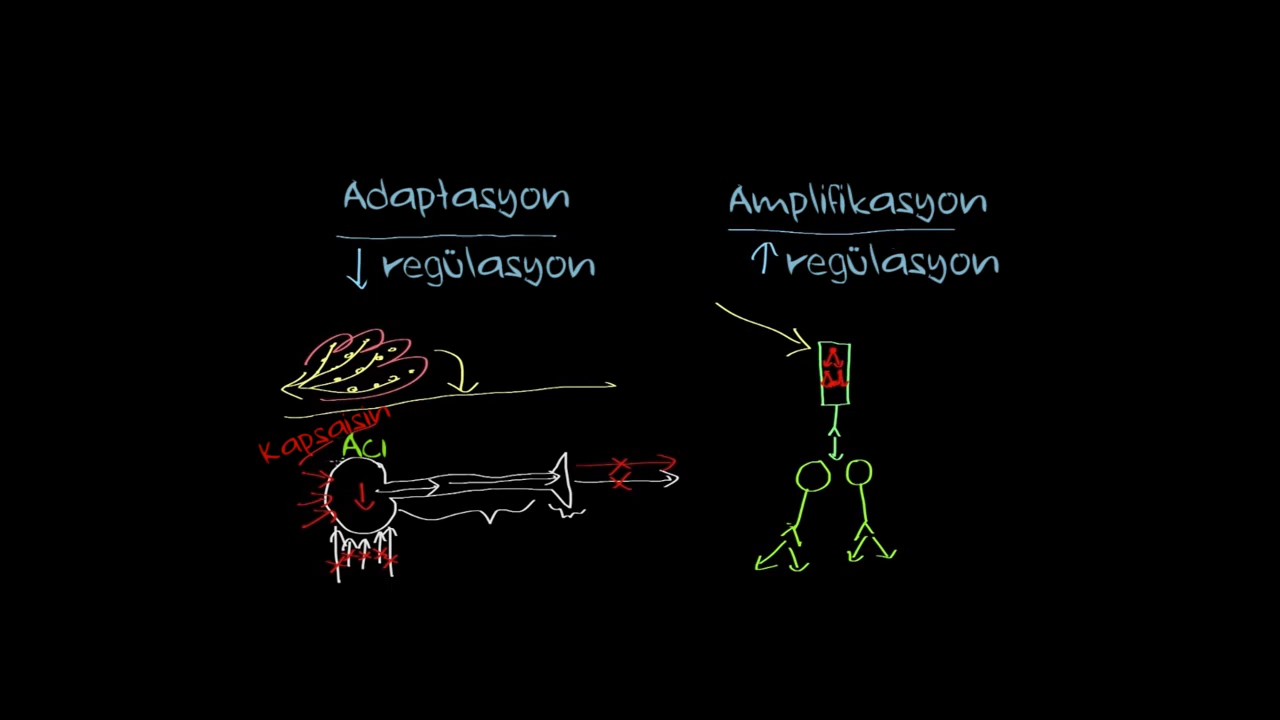 Adaptasyon
↓ regülasyon
Amplifikasyon
↑ regülasyon
Kapsaisin
Acı